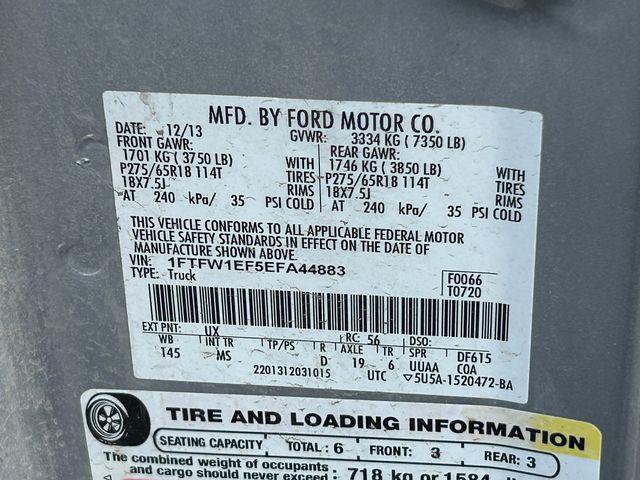 MFD. BY FORD MOTOR CO.
DATE: 12/13 GVWR: 3334 KG ( 7350 LB)
FRONT GAWR: REAR GAWR:
1701 KG ( 3750 LB) WITH 1746 KG ( 3850 LB) WITH
P275/65R18 114T TIRES P275/65R18 114T TIRES
18X7.5J RIMS 18X7.5J RIMS
AT 240 kPa/ 35 PSI COLD AT 240 kPa/ 35 PSI COLD
THIS VEHICLE CONFORMS TO ALL APPLICABLE FEDERAL MOTOR
VEHICLE SAFETY STANDARDS IN EFFECT ON THE DATE OF
MANUFACTURE SHOWN ABOVE.
VIN: 1FTFW1EF5EFA44883
TYPE: Truck
F0066
T0720
EXT PNT: UX RC: 56 DSO:
WB INT TR TP/PS R AXLE TR SPR DF615
T45 MS D 19 6 UUAA COA
2201312031015 UTC ▽5U5A-1520472-BA
TIRE AND LOADING INFORMATION
SEATING CAPACITY TOTAL : 6 FRONT: 3 REAR: 3
The combined weight of occupants
and cargo should never exceed: 718 kg or 1584